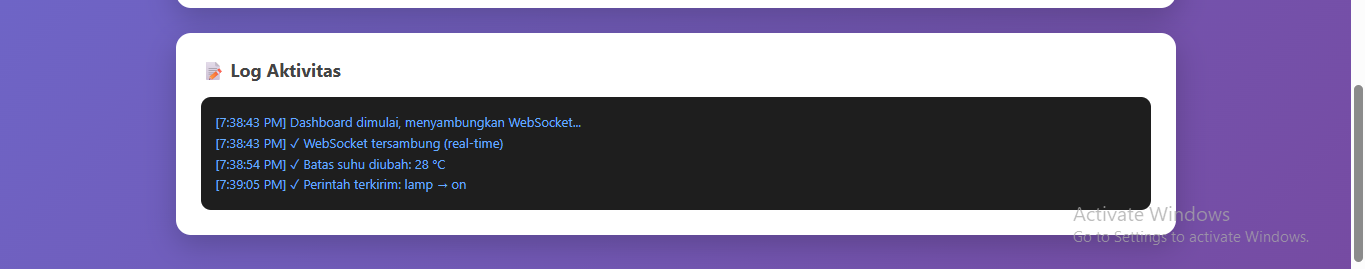 📝 Log Aktivitas
[7:38:43 PM] Dashboard dimulai, menyambungkan WebSocket...
[7:38:43 PM] ✓ WebSocket tersambung (real-time)
[7:38:54 PM] ✓ Batas suhu diubah: 28 °C
[7:39:05 PM] ✓ Perintah terkirim: lamp → on
Activate Windows
Go to Settings to activate Windows.